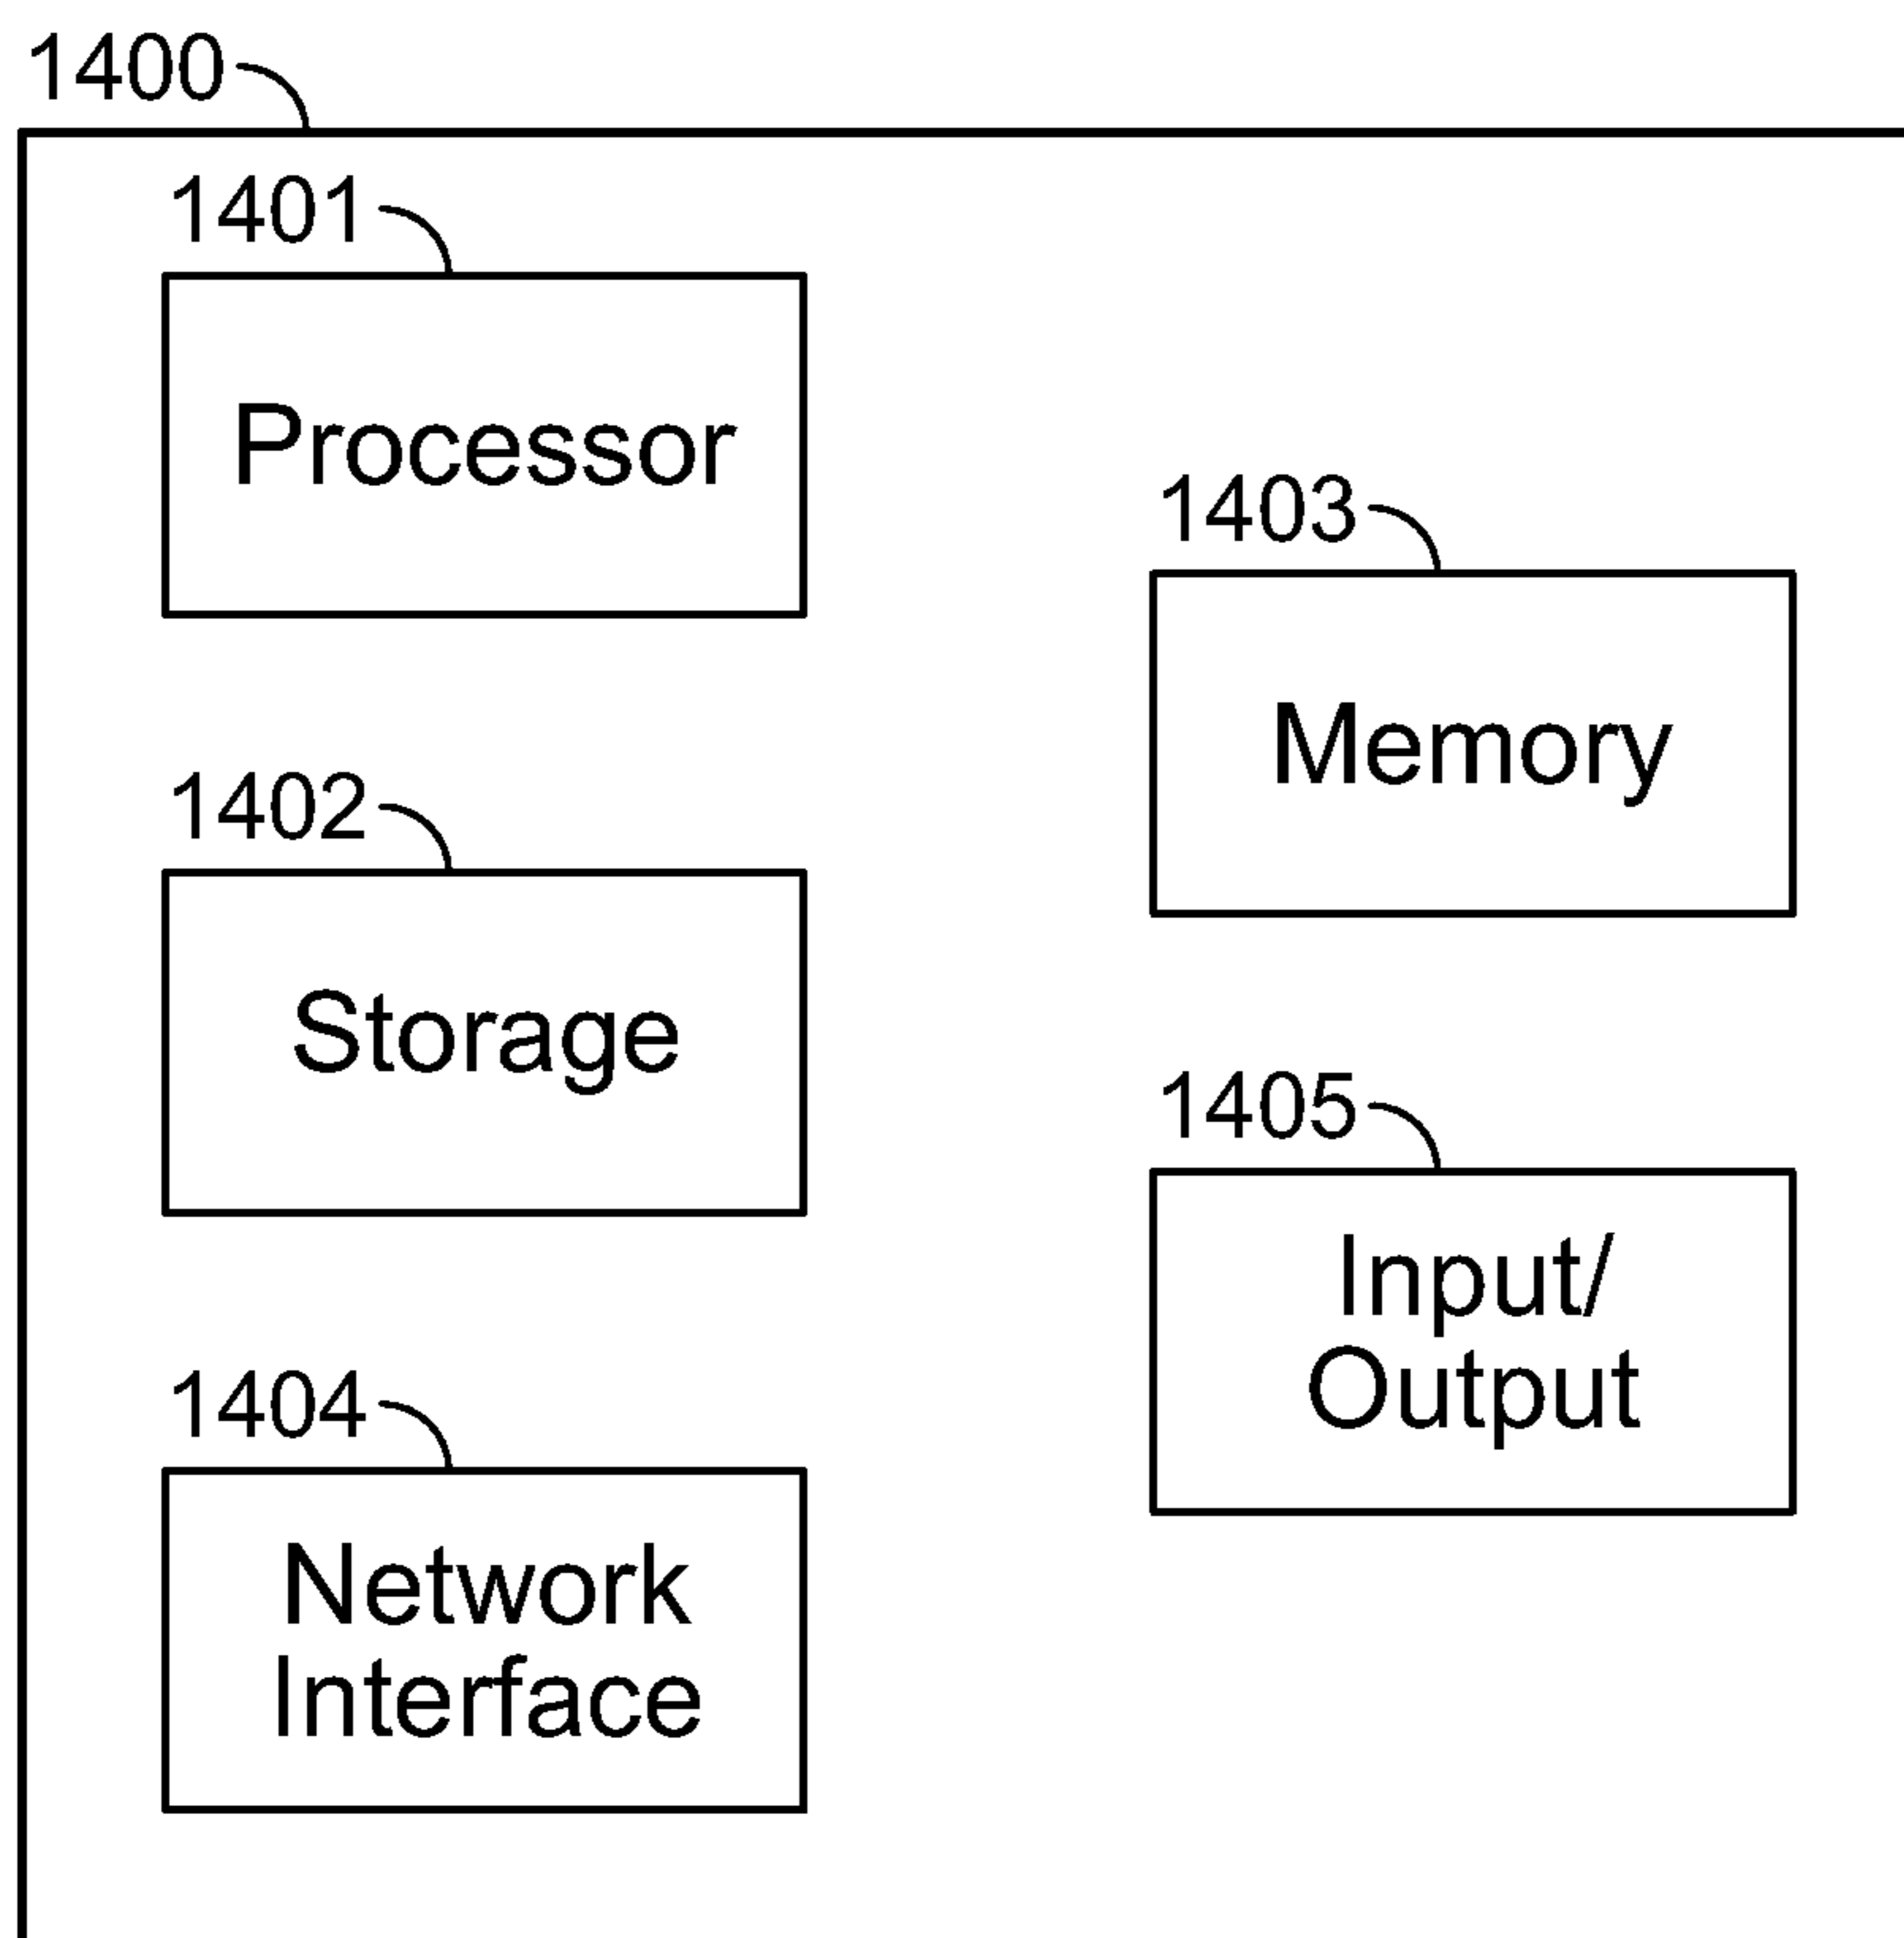 1400
1401
Processor
1403
Memory
1402
Storage
1405
Input/
Output
1404
Network
Interface